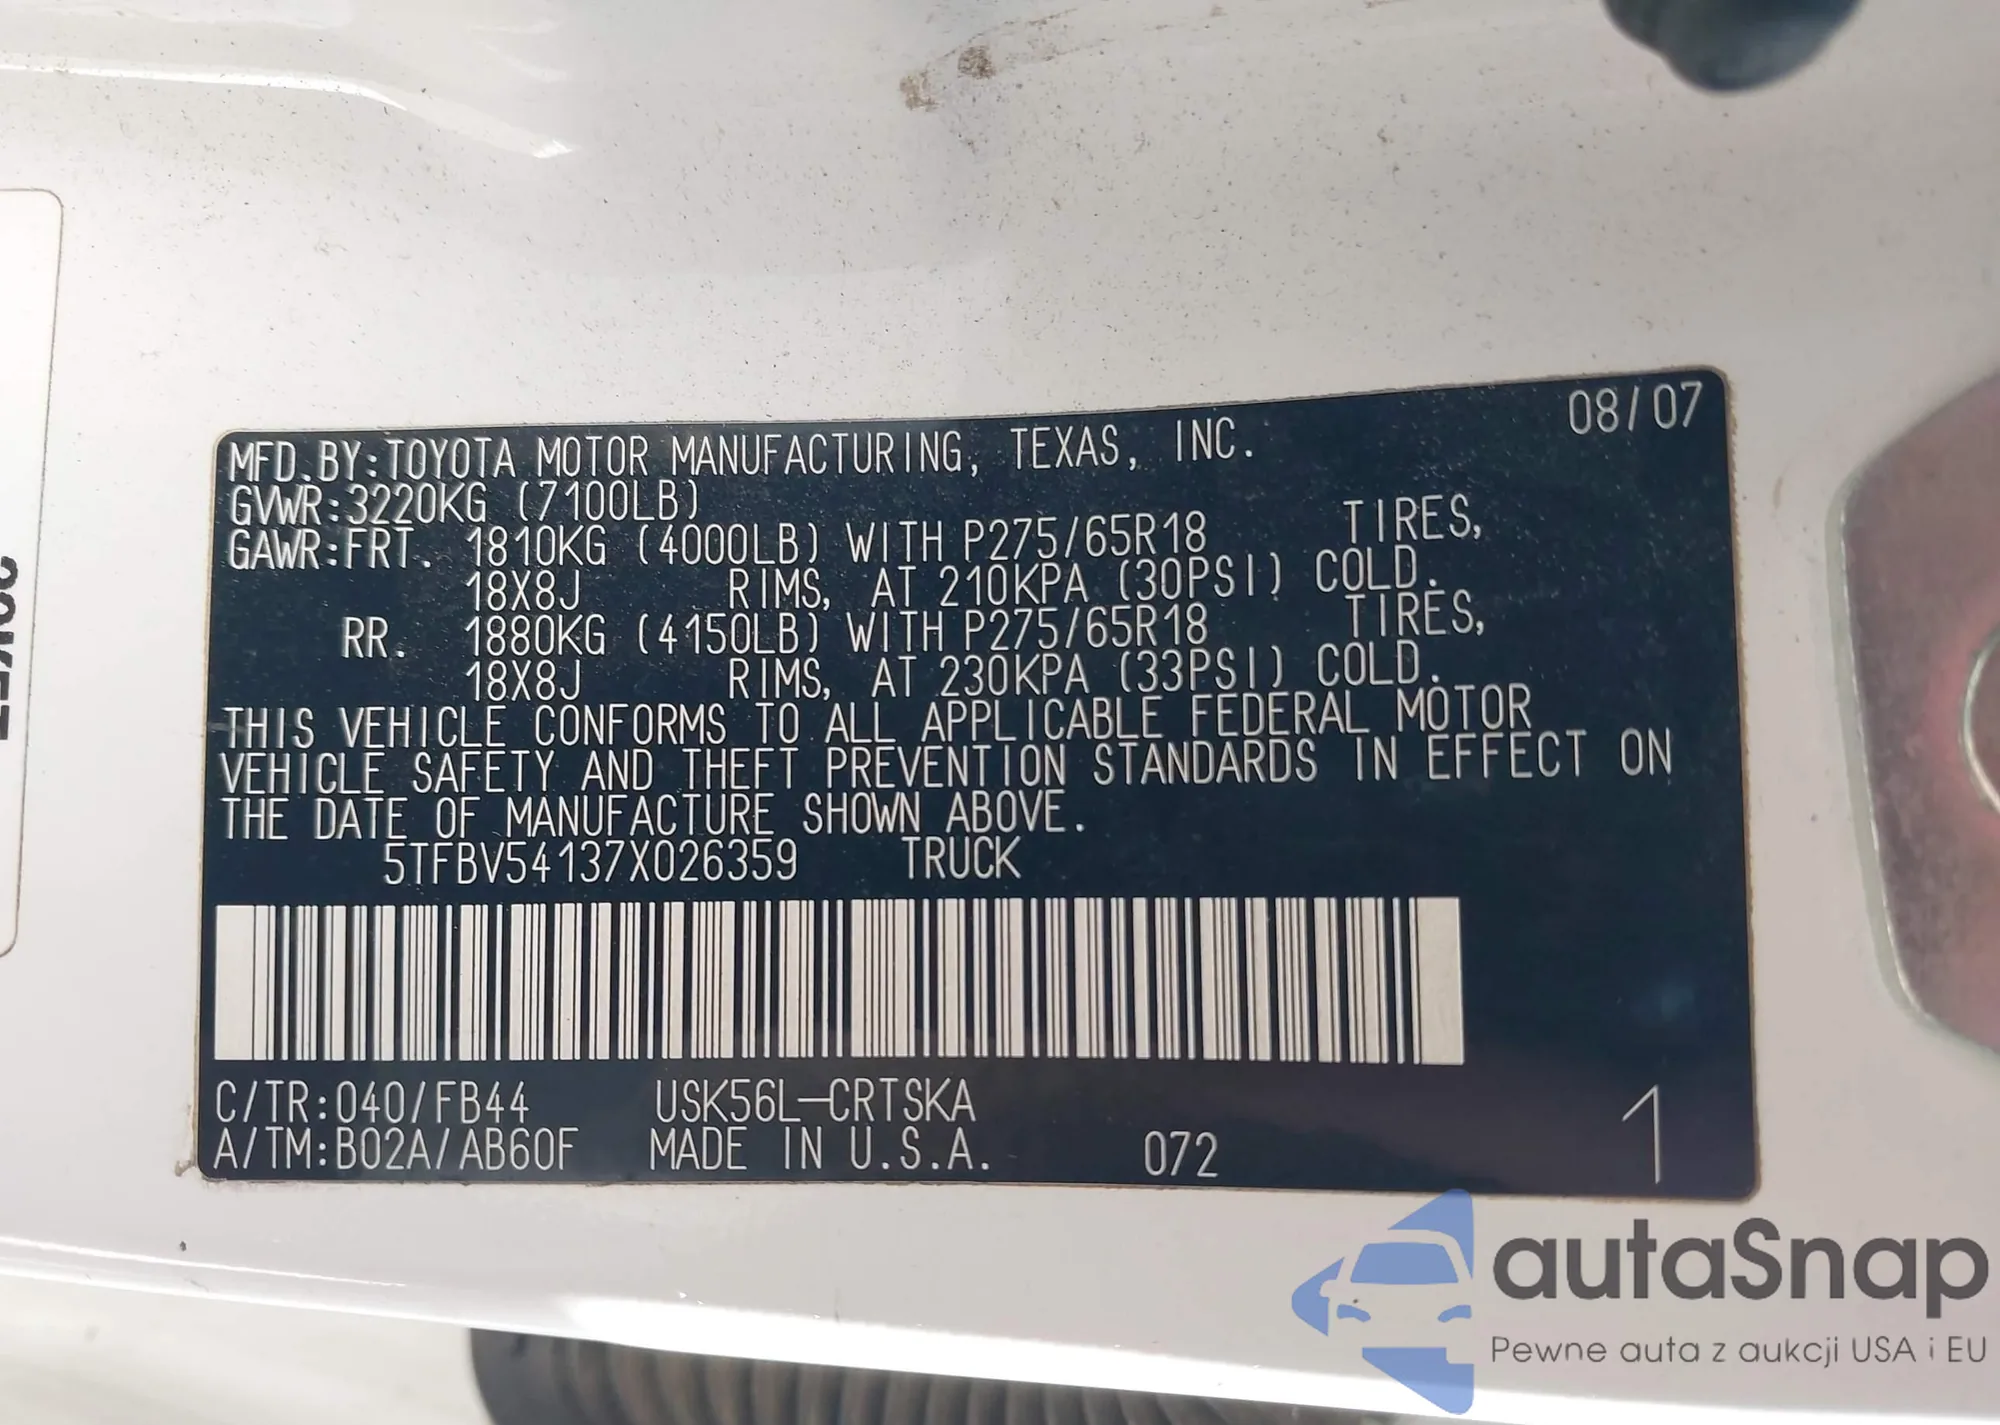 08/07
MFD.BY:TOYOTA MOTOR MANUFACTURING, TEXAS, INC.
GVWR:3220KG (7100LB)
GAWR:FRT. 1810KG (4000LB) WITH P275/65R18 TIRES,
18X8J RIMS, AT 210KPA (30PSI) COLD.
RR. 1880KG (4150LB) WITH P275/65R18 TIRES,
18X8J RIMS, AT 230KPA (33PSI) COLD.
THIS VEHICLE CONFORMS TO ALL APPLICABLE FEDERAL MOTOR
VEHICLE SAFETY AND THEFT PREVENTION STANDARDS IN EFFECT ON
THE DATE OF MANUFACTURE SHOWN ABOVE.
5TFBV54137X026359 TRUCK
C/TR:040/FB44 USK56L-CRTSKA
A/TM:B02A/AB60F MADE IN U.S.A. 072 1
autaSnap
Pewne auta z aukcji USA i EU